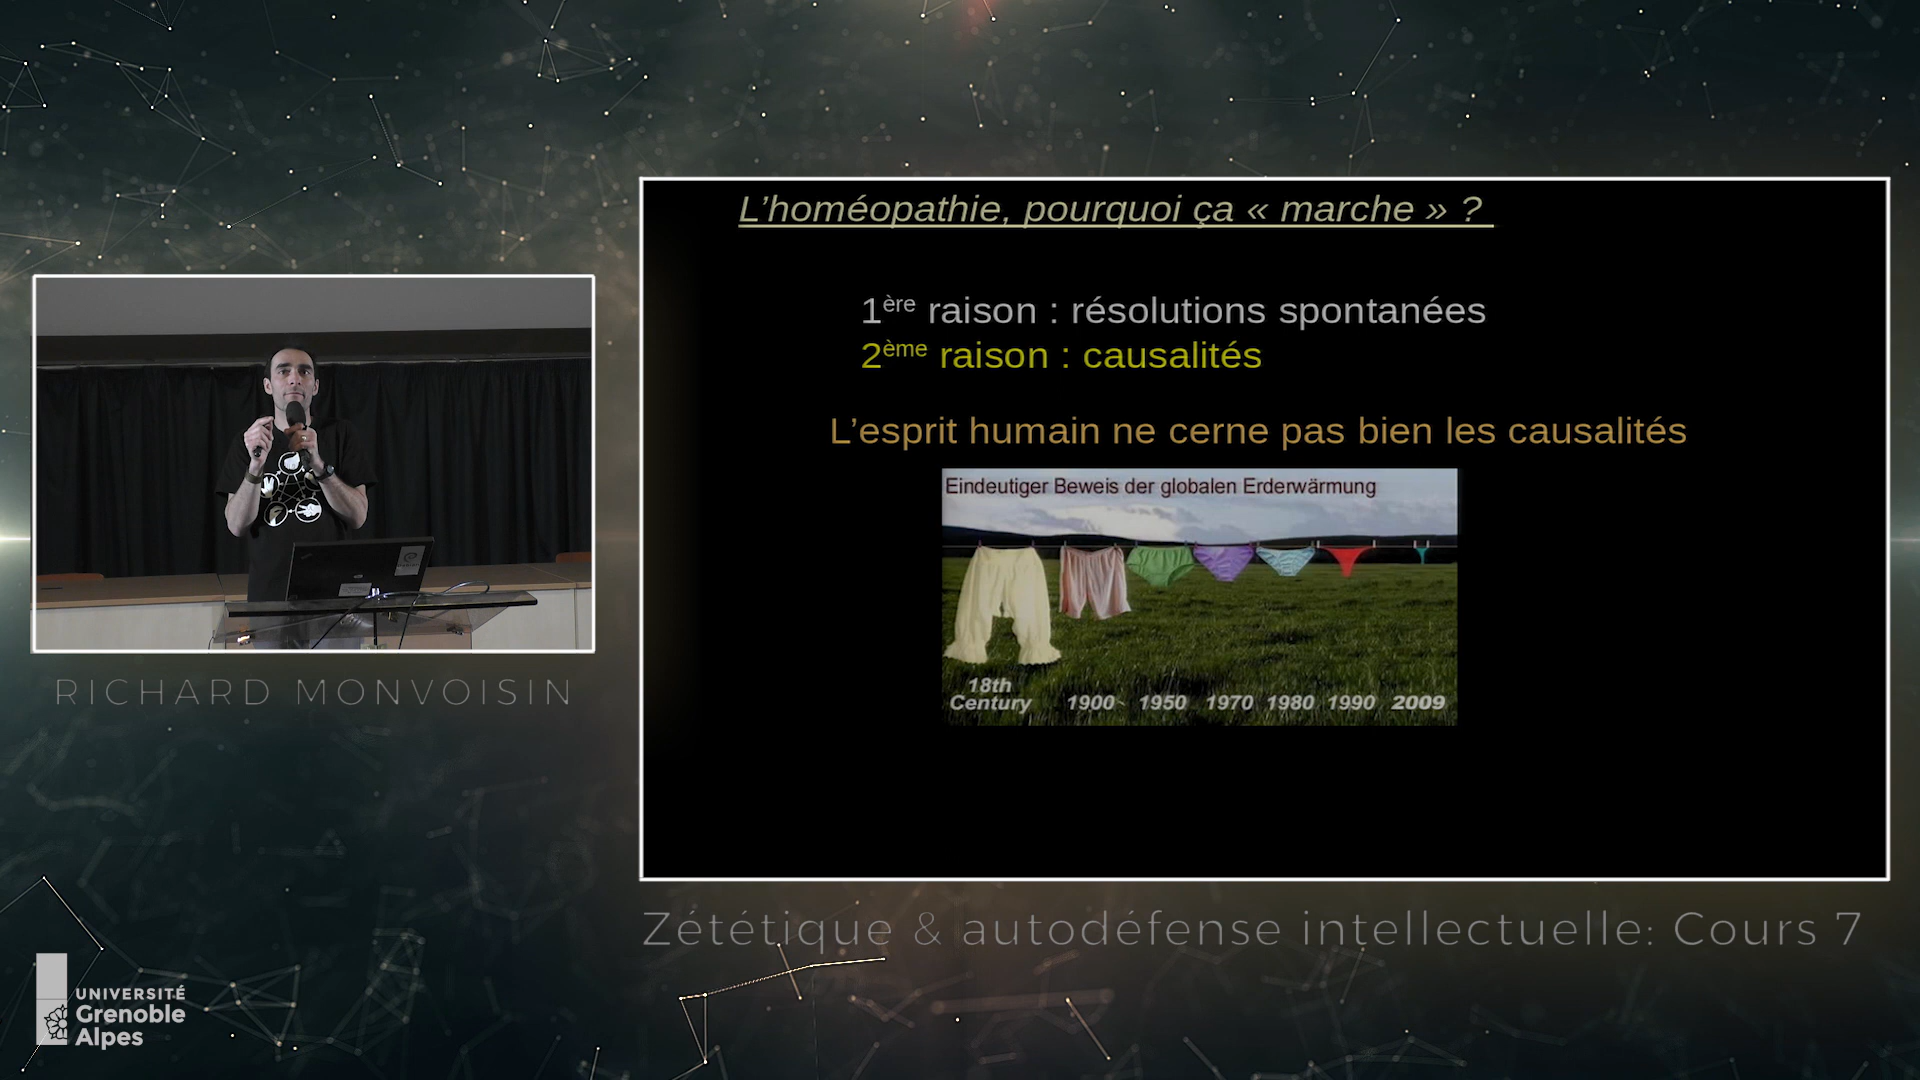 L’homéopathie, pourquoi ça « marche » ?
1ère raison : résolutions spontanées
2ème raison : causalités
L’esprit humain ne cerne pas bien les causalités
Eindeutiger Beweis der globalen Erderwärmung
18th
Century 1900 1950 1970 1980 1990 2009
RICHARD MONVOISIN
Zététique & autodéfense intellectuelle: Cours 7
UNIVERSITÉ
Grenoble
Alpes